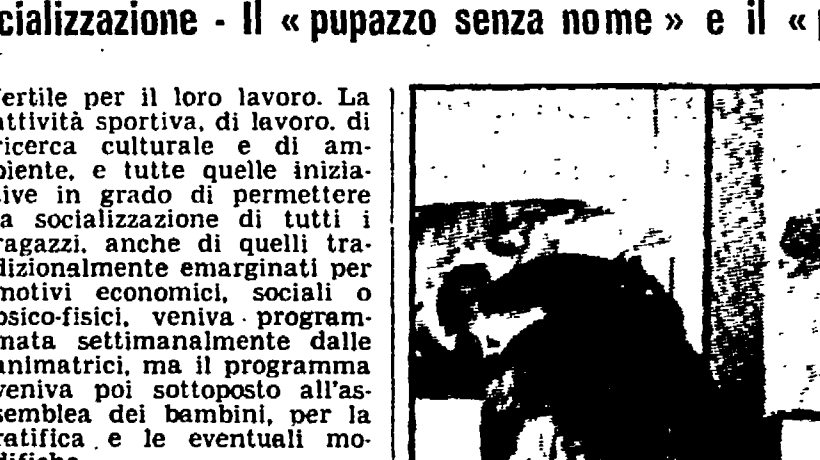 cializzazione - Il « pupazzo senza nome » e il «
fertile per il loro lavoro. La
attività sportiva, di lavoro, di
ricerca culturale e di am-
biente, e tutte quelle inizia-
tive in grado di permettere
la socializzazione di tutti i
ragazzi, anche di quelli tra-
dizionalmente emarginati per
motivi economici, sociali o
psico-fisici, veniva program-
mata settimanalmente dalle
animatrici, ma il programma
veniva poi sottoposto all'as-
semblea dei bambini, per la
ratifica e le eventuali mo-
difiche